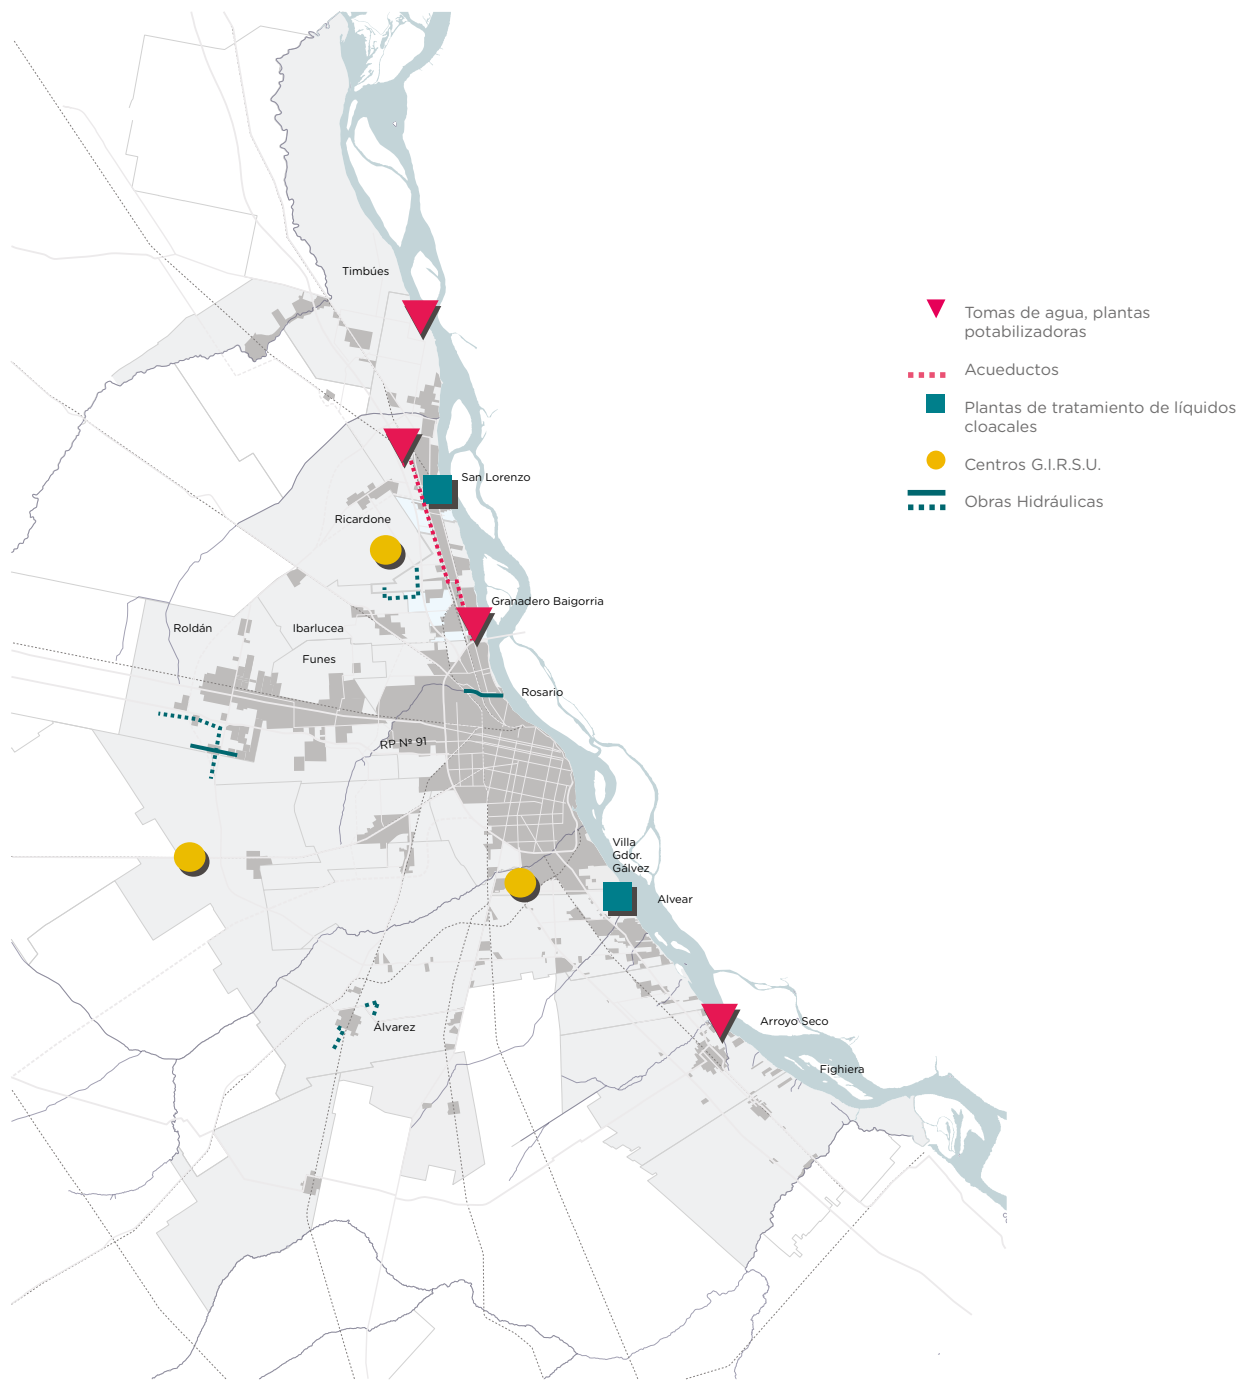 Timbúes
Tomas de agua, plantas
potabilizadoras
Acueductos
Plantas de tratamiento de líquidos
cloacales
Centros G.I.R.S.U.
Obras Hidráulicas
San Lorenzo
Ricardone
Granadero Baigorria
Roldán
Ibarlucea
Funes
Rosario
RP Nº 91
Villa
Gdor.
Gálvez
Alvear
Arroyo Seco
Álvarez
Fighiera